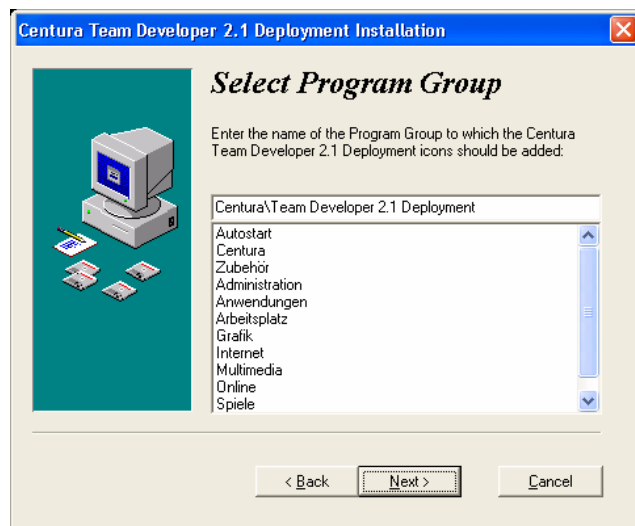 Centura Team Developer 2.1 Deployment Installation
Select Program Group
Enter the name of the Program Group to which the Centura
Team Developer 2.1 Deployment icons should be added:
Centura\Team Developer 2.1 Deployment
Autostart
Centura
Zubehör
Administration
Anwendungen
Arbeitsplatz
Grafik
Internet
Multimedia
Online
Spiele
< Back
Next >
Cancel